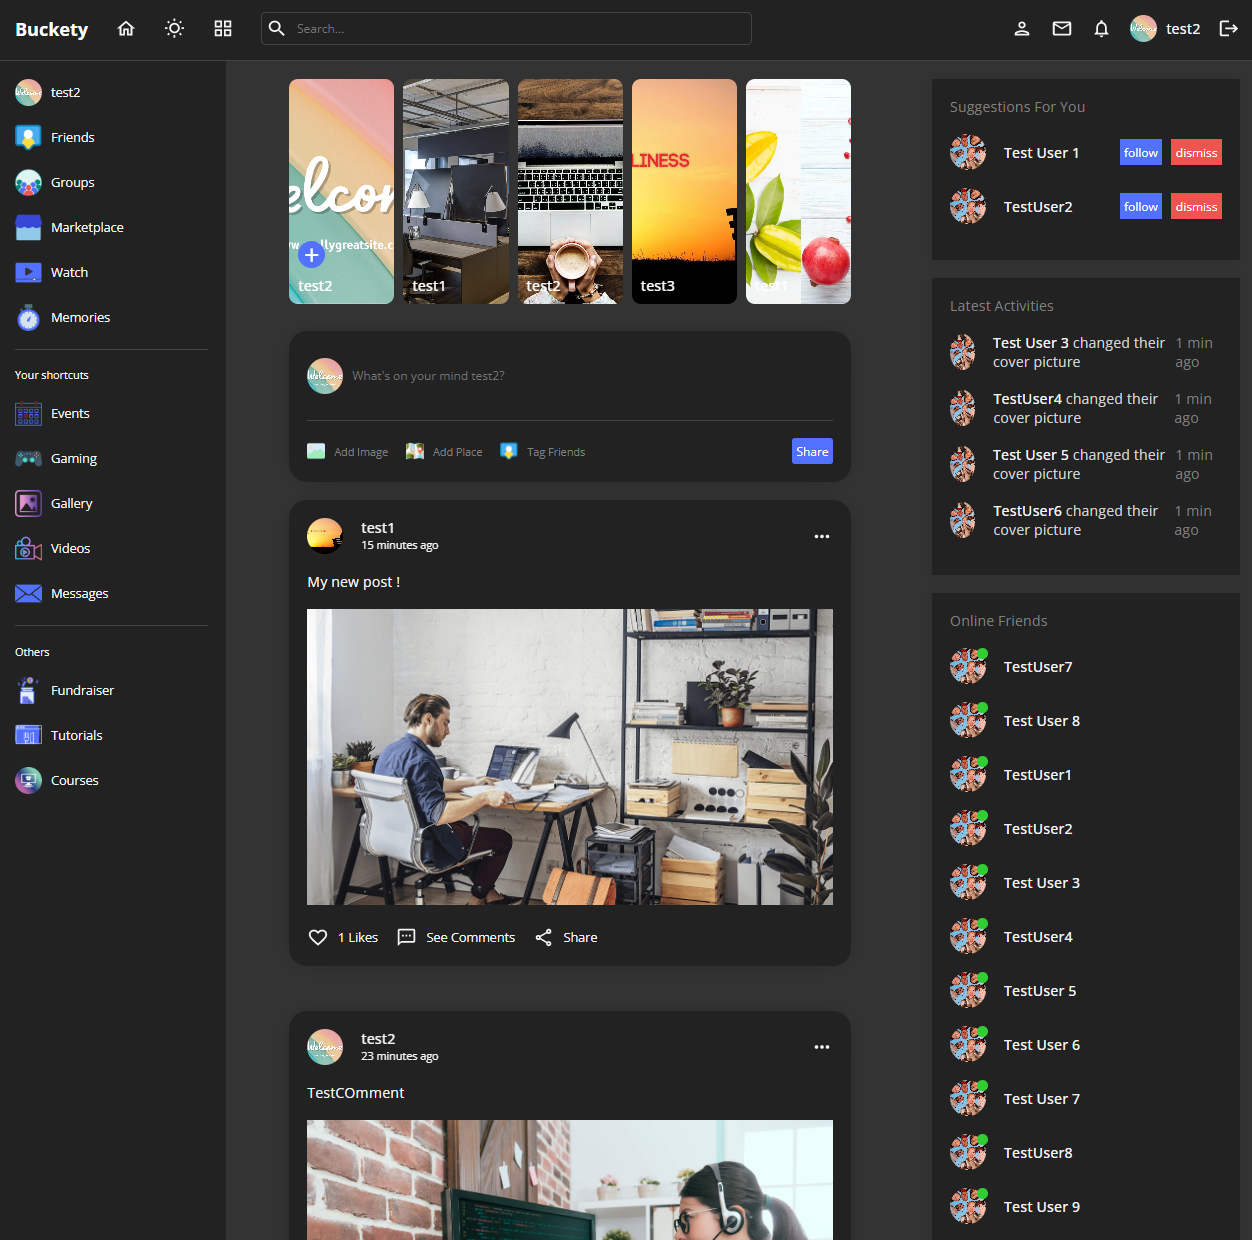 Buckety
Search...
test2
test2
Friends
Groups
Marketplace
Watch
Memories
Your shortcuts
Events
Gaming
Gallery
Videos
Messages
Others
Fundraiser
Tutorials
Courses
elcom
llygreatsite.c
test2
test1
test2
LINESS
test3
test1
What's on your mind test2?
Add Image
Add Place
Tag Friends
Share
test1
15 minutes ago
My new post !
1 Likes
See Comments
Share
test2
23 minutes ago
TestCOmment
Suggestions For You
Test User 1
follow
dismiss
TestUser2
follow
dismiss
Latest Activities
Test User 3 changed their
cover picture
1 min
ago
TestUser4 changed their
cover picture
1 min
ago
Test User 5 changed their
cover picture
1 min
ago
TestUser6 changed their
cover picture
1 min
ago
Online Friends
TestUser7
Test User 8
TestUser1
TestUser2
Test User 3
TestUser4
TestUser 5
Test User 6
Test User 7
TestUser8
Test User 9